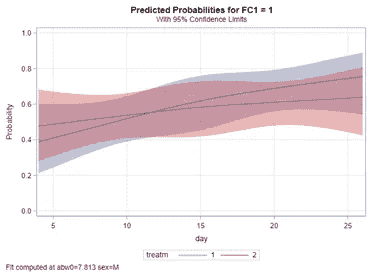 Predicted Probabilities for FC1 = 1
With 95% Confidence Limits
1.0
0.8
0.6
0.4
0.2
0.0
Probability
5 10 15 20 25
day
treatm 1 2
Fit computed at abw0=7.813 sex=M